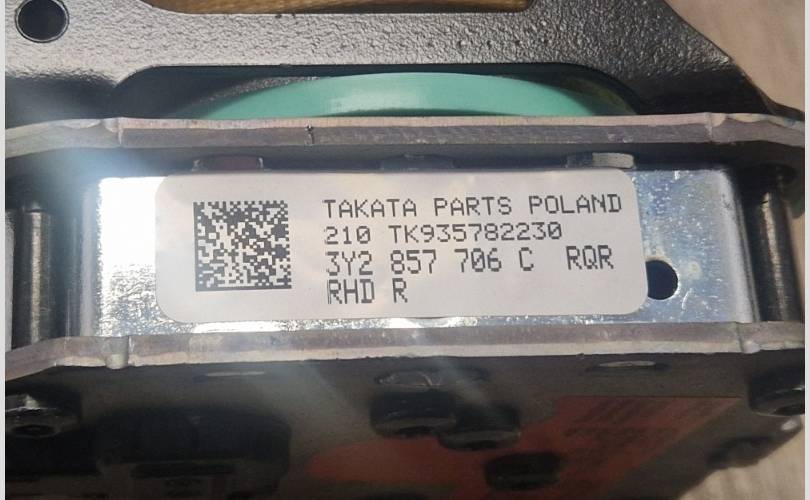 TAKATA PARTS POLAND
210 TK935782230
3Y2 857 706 C RQR
RHD R